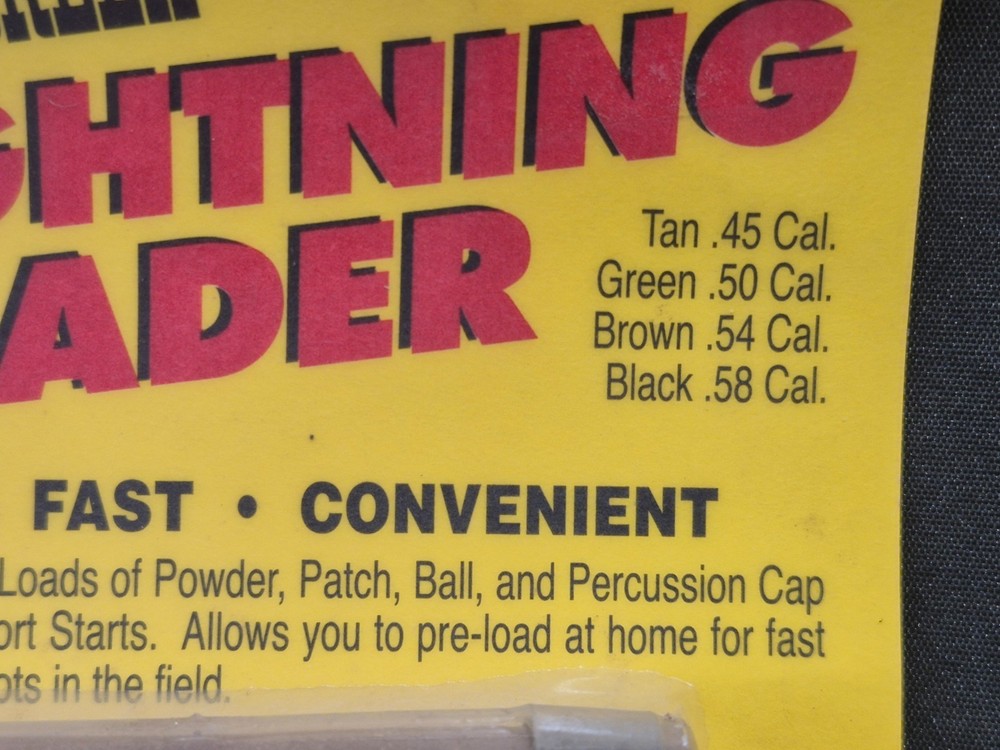 GHTNING
ADER
Tan .45 Cal.
Green .50 Cal.
Brown .54 Cal.
Black .58 Cal.
FAST • CONVENIENT
Loads of Powder, Patch, Ball, and Percussion Cap
ort Starts. Allows you to pre-load at home for fast
ots in the field.